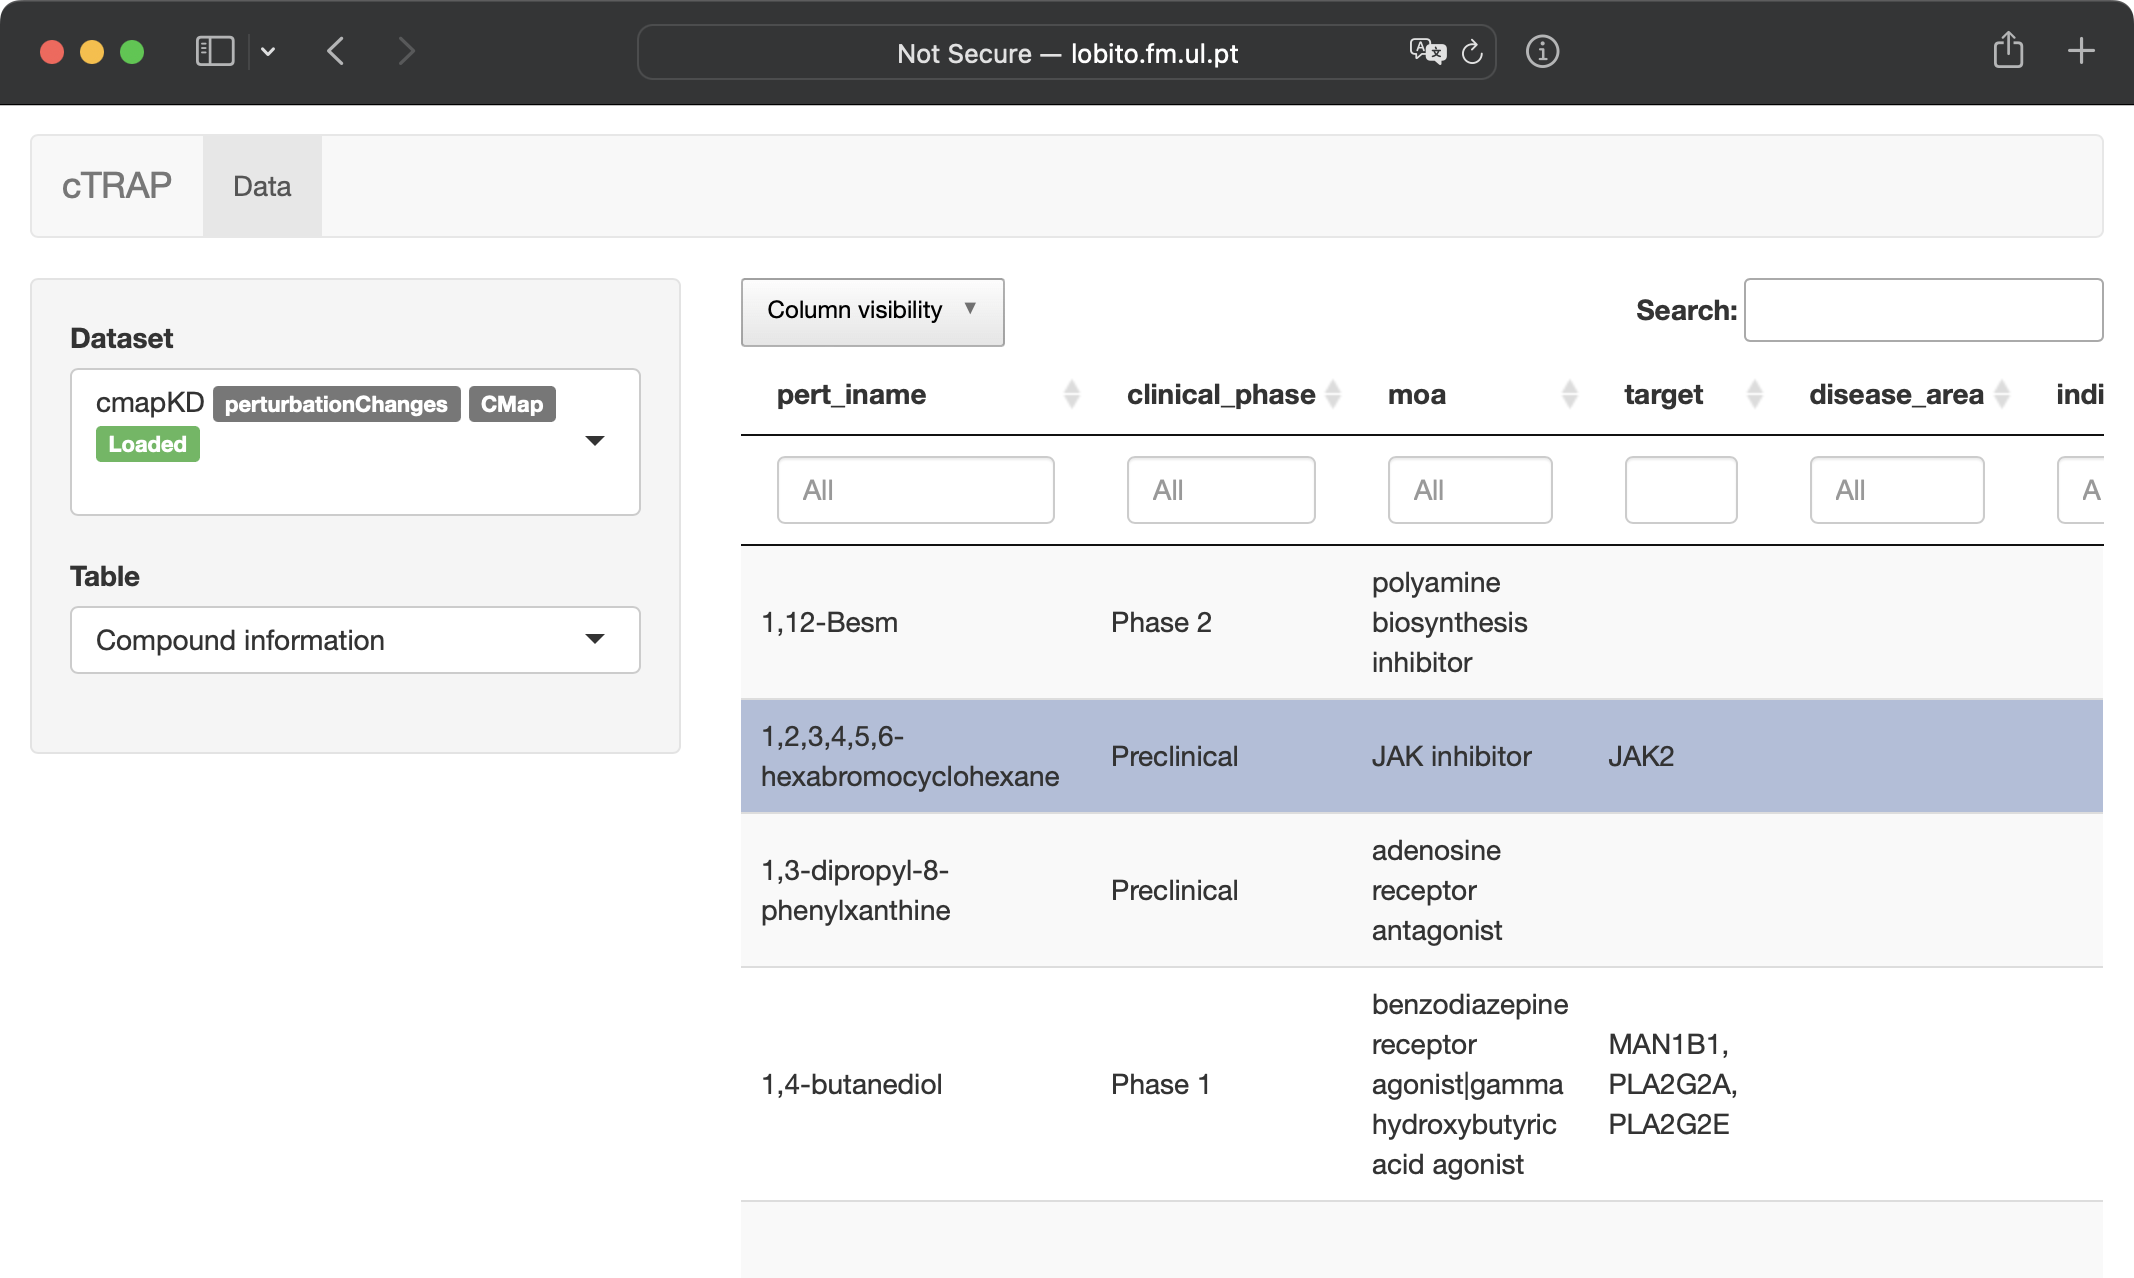 Not Secure — lobito.fm.ul.pt
cTRAP
Data
Dataset
cmapKD perturbationChanges CMap
Loaded
Table
Compound information
Column visibility ▼
Search:
pert_iname clinical_phase moa target disease_area indi
All All All All A
1,12-Besm Phase 2 polyamine
biosynthesis
inhibitor
1,2,3,4,5,6-
hexabromocyclohexane Preclinical JAK inhibitor JAK2
1,3-dipropyl-8-
phenylxanthine Preclinical adenosine
receptor
antagonist
1,4-butanediol Phase 1 benzodiazepine
receptor
agonist|gamma
hydroxybutyric
acid agonist
MAN1B1,
PLA2G2A,
PLA2G2E